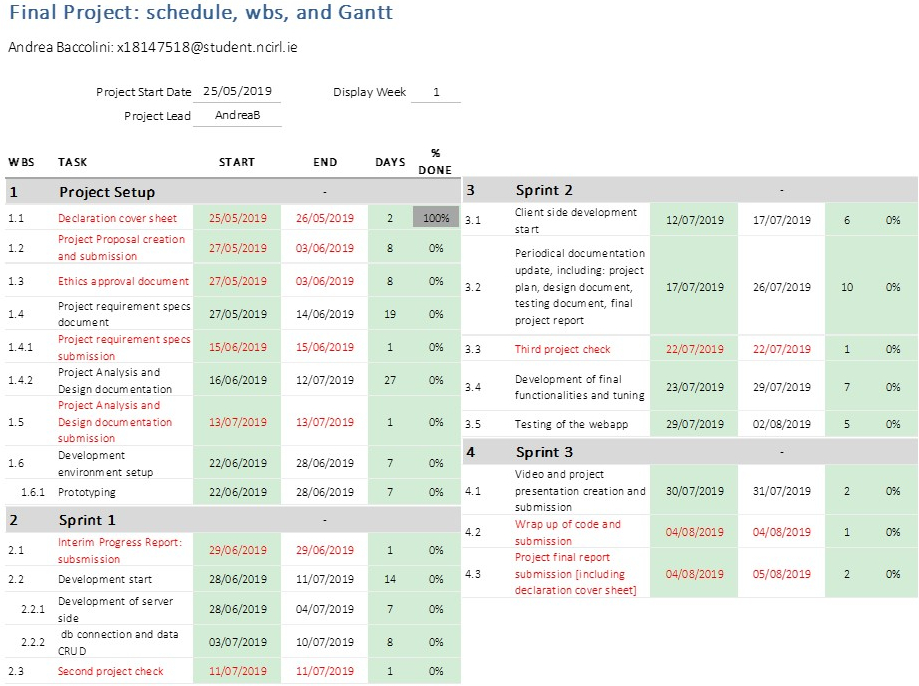 Final Project: schedule, wbs, and Gantt
Andrea Baccolini: x18147518@student.ncirl.ie
Project Start Date 25/05/2019 Display Week 1
Project Lead AndreaB
WBS TASK START END DAYS % DONE
1 Project Setup -
1.1 Declaration cover sheet 25/05/2019 26/05/2019 2 100%
1.2 Project Proposal creation
and submission 27/05/2019 03/06/2019 8 0%
1.3 Ethics approval document 27/05/2019 03/06/2019 8 0%
1.4 Project requirement specs
document 27/05/2019 14/06/2019 19 0%
1.4.1 Project requirement specs
submission 15/06/2019 15/06/2019 1 0%
1.4.2 Project Analysis and
Design documentation 16/06/2019 12/07/2019 27 0%
1.5 Project Analysis and
Design documentation
submission 13/07/2019 13/07/2019 1 0%
1.6 Development
environment setup 22/06/2019 28/06/2019 7 0%
1.6.1 Prototyping 22/06/2019 28/06/2019 7 0%
2 Sprint 1 -
2.1 Interim Progress Report:
subsmission 29/06/2019 29/06/2019 1 0%
2.2 Development start 28/06/2019 11/07/2019 14 0%
2.2.1 Development of server
side 28/06/2019 04/07/2019 7 0%
2.2.2 db connection and data
CRUD 03/07/2019 10/07/2019 8 0%
2.3 Second project check 11/07/2019 11/07/2019 1 0%
3 Sprint 2 -
3.1 Client side development
start 12/07/2019 17/07/2019 6 0%
3.2 Periodical documentation
update, including: project
plan, design document,
testing document, final
project report 17/07/2019 26/07/2019 10 0%
3.3 Third project check 22/07/2019 22/07/2019 1 0%
3.4 Development of final
functionalities and tuning 23/07/2019 29/07/2019 7 0%
3.5 Testing of the webapp 29/07/2019 02/08/2019 5 0%
4 Sprint 3 -
4.1 Video and project
presentation creation and
submission 30/07/2019 31/07/2019 2 0%
4.2 Wrap up of code and
submission 04/08/2019 04/08/2019 1 0%
4.3 Project final report
submission [including
declaration cover sheet] 04/08/2019 05/08/2019 2 0%